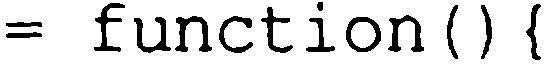 = function(){